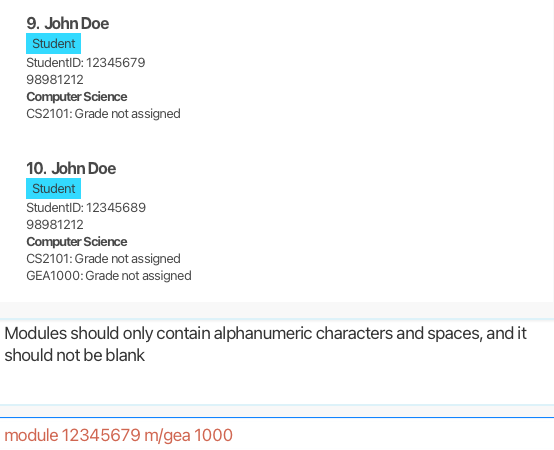 9. John Doe
Student
StudentID: 12345679
98981212
Computer Science
CS2101: Grade not assigned
10. John Doe
Student
StudentID: 12345689
98981212
Computer Science
CS2101: Grade not assigned
GEA1000: Grade not assigned
Modules should only contain alphanumeric characters and spaces, and it
should not be blank
module 12345679 m/gea 1000